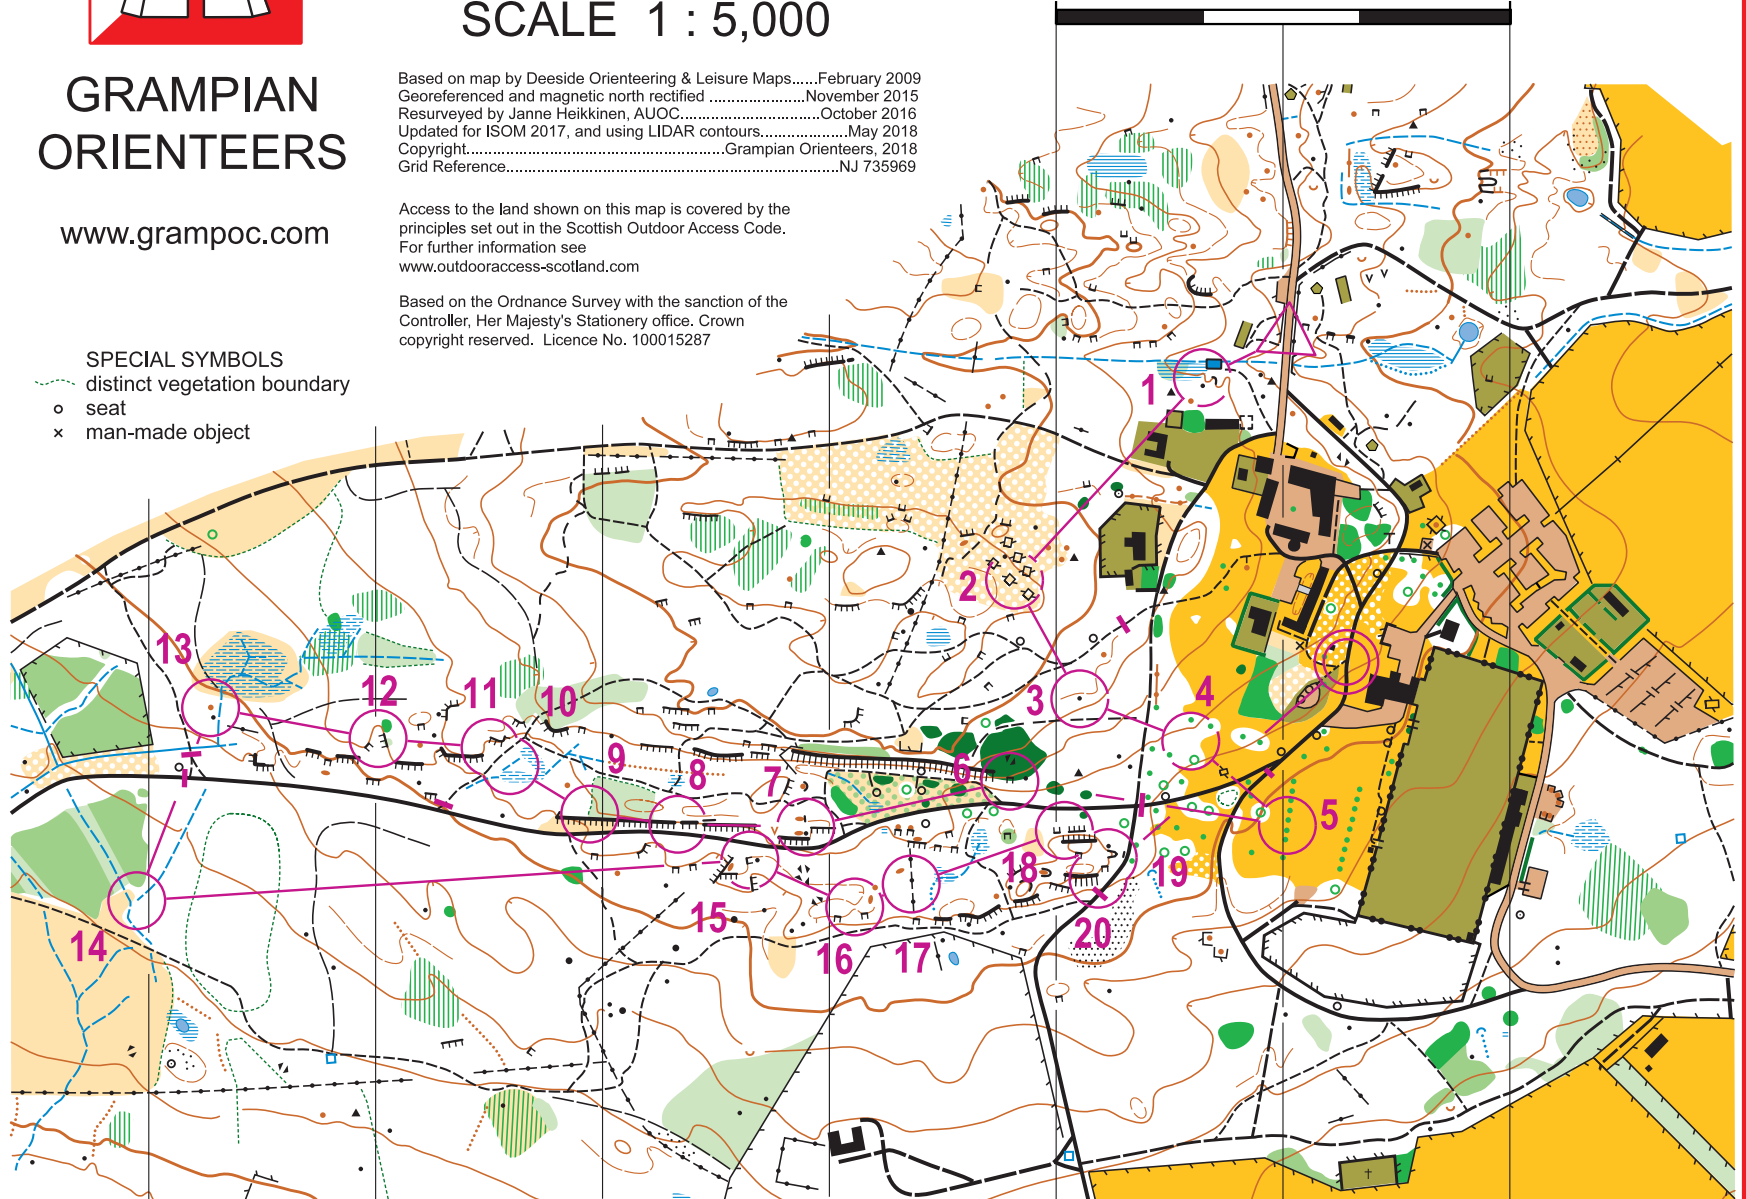 SCALE 1 : 5,000
GRAMPIAN
ORIENTEERS
www.grampoc.com
Based on map by Deeside Orienteering & Leisure Maps......February 2009
Georeferenced and magnetic north rectified ........................November 2015
Resurveyed by Janne Heikkinen, AUOC..................................October 2016
Updated for ISOM 2017, and using LIDAR contours.....................May 2018
Copyright..............................................................Grampian Orienteers, 2018
Grid Reference.................................................................................NJ 735969
Access to the land shown on this map is covered by the
principles set out in the Scottish Outdoor Access Code.
For further information see
www.outdooraccess-scotland.com
Based on the Ordnance Survey with the sanction of the
Controller, Her Majesty's Stationery office. Crown
copyright reserved. Licence No. 100015287
SPECIAL SYMBOLS
distinct vegetation boundary
seat
man-made object
1
2
3
4
5
6
7
8
9
10
11
12
13
14
15
16
17
18
19
20